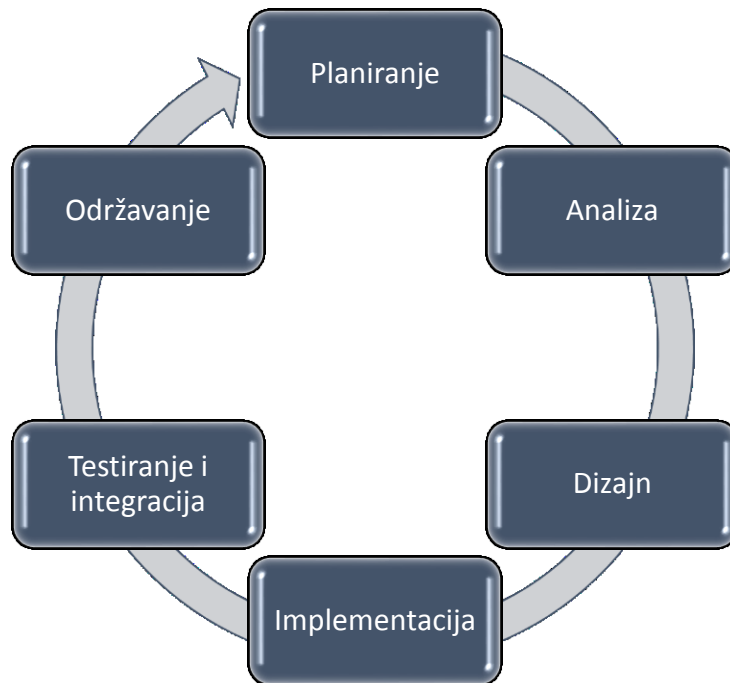 Planiranje
Analiza
Dizajn
Implementacija
Testiranje i
integracija
Održavanje